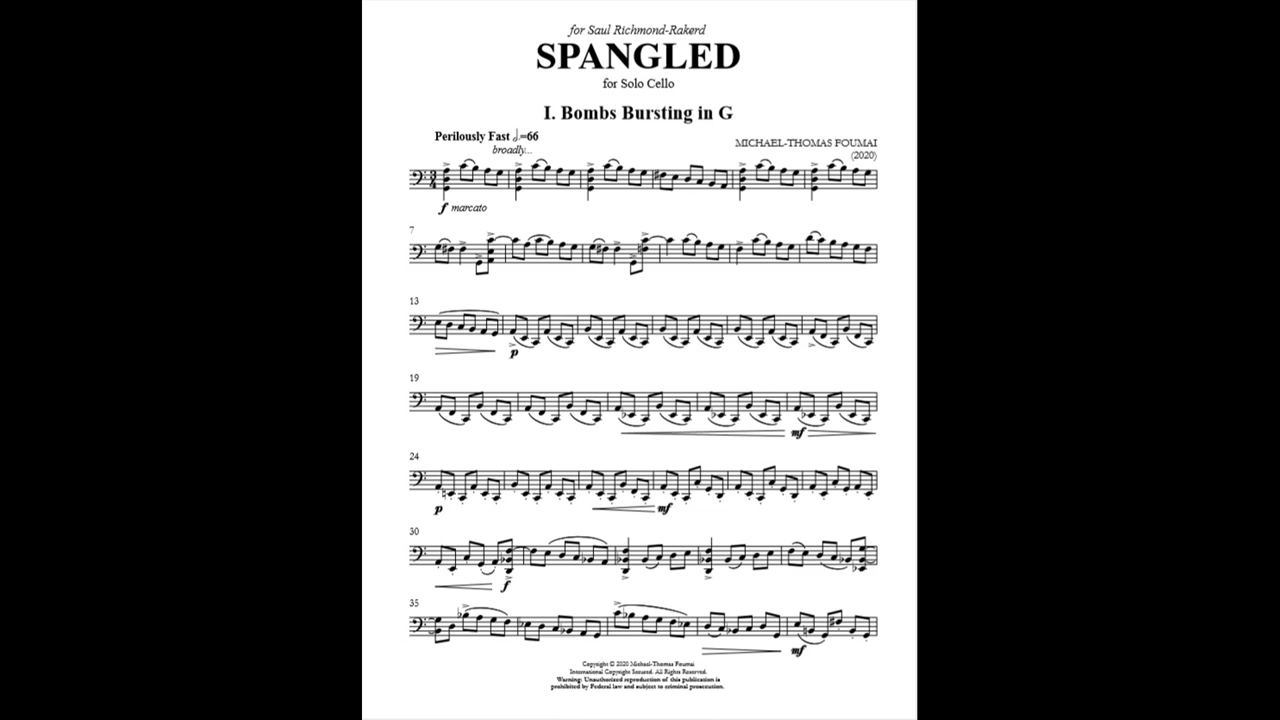 for Saul Richmond-Rakerd
SPANGLED
for Solo Cello
I. Bombs Bursting in G
Perilously Fast 𝅗𝅥.=66
broadly...
MICHAEL-THOMAS FOUMAI
(2020)
3
4
f marcato
7
13
p
19
mf
24
p mf
30
f
35
mf
Copyright © 2020 Michael-Thomas Foumai
International Copyright Secured. All Rights Reserved.
Warning: Unauthorized reproduction of this publication is
prohibited by Federal law and subject to criminal prosecution.